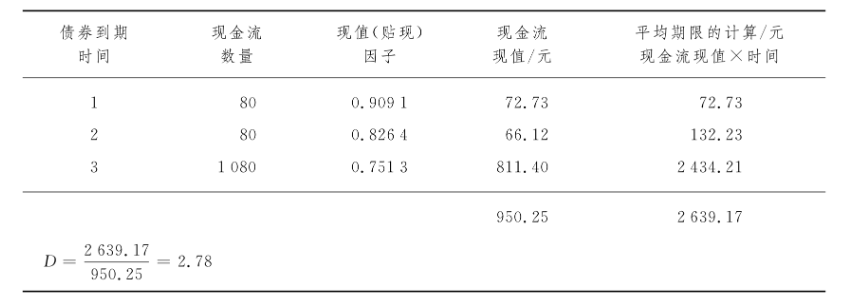 债券到期 现金流 现值(贴现) 现金流 平均期限的计算/元
时间 数量 因子 现值/元 现金流现值×时间
1 80 0.909 1 72.73 72.73
2 80 0.826 4 66.12 132.23
3 1 080 0.751 3 811.40 2 434.21
950.25 2 639.17
D = 2 639.17 / 950.25 = 2.78